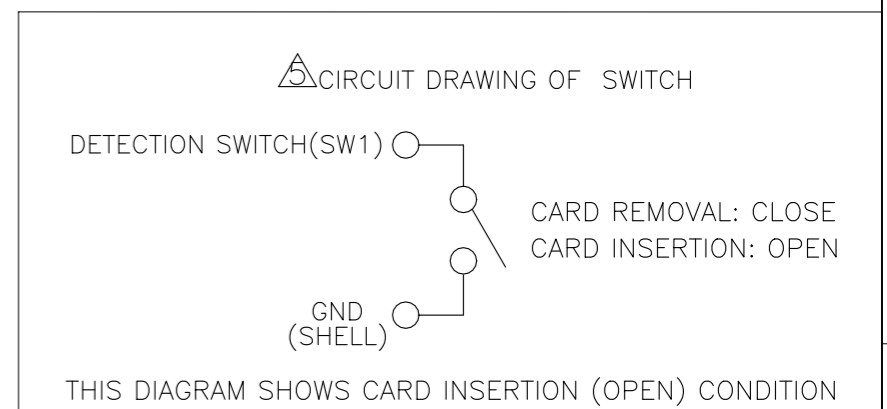 5 CIRCUIT DRAWING OF SWITCH
DETECTION SWITCH(SW1)
CARD REMOVAL: CLOSE
CARD INSERTION: OPEN
GND
(SHELL)
THIS DIAGRAM SHOWS CARD INSERTION (OPEN) CONDITION